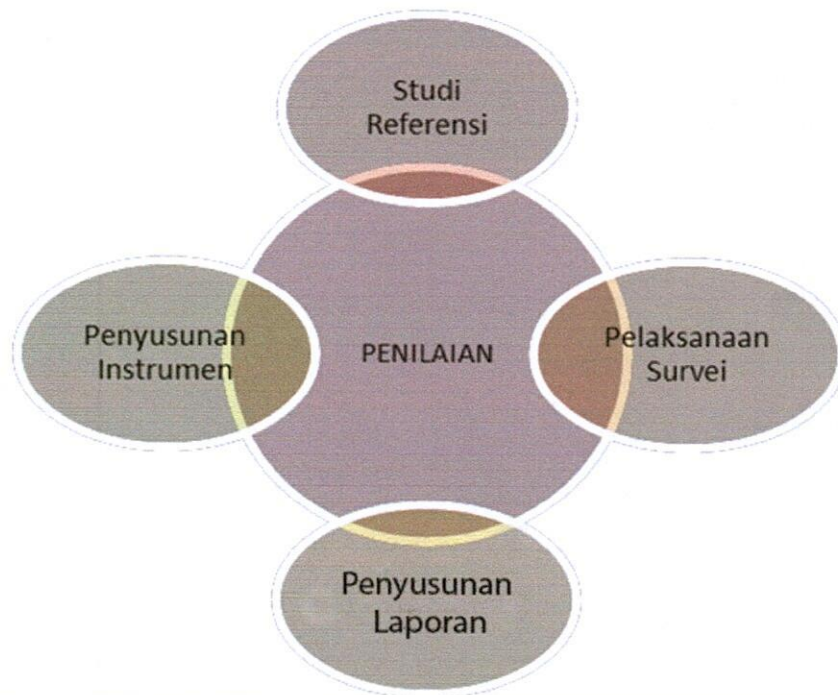 Studi
Referensi
Penyusunan
Instrumen
PENILAIAN
Pelaksanaan
Survei
Penyusunan
Laporan